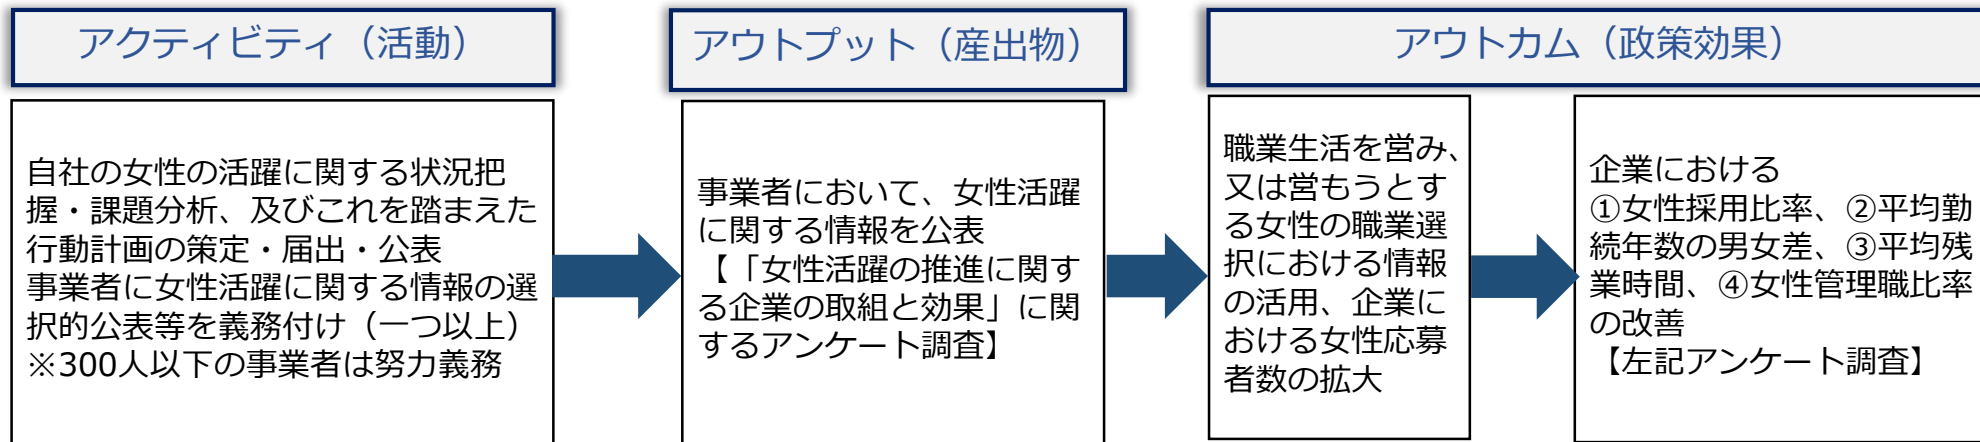 アクティビティ（活動）
自社の女性の活躍に関する状況把
握・課題分析、及びこれを踏まえた
行動計画の策定・届出・公表
事業者に女性活躍に関する情報の選
択的公表等を義務付け（一つ以上）
※300人以下の事業者は努力義務
アウトプット（産出物）
事業者において、女性活躍
に関する情報を公表
【「女性活躍の推進に関す
る企業の取組と効果」に関
するアンケート調査】
アウトカム（政策効果）
職業生活を営み、
又は営もうとす
る女性の職業選
択における情報
の活用、企業に
おける女性応募
者数の拡大
企業における
①女性採用比率、②平均勤
続年数の男女差、③平均残
業時間、④女性管理職比率
の改善
【左記アンケート調査】